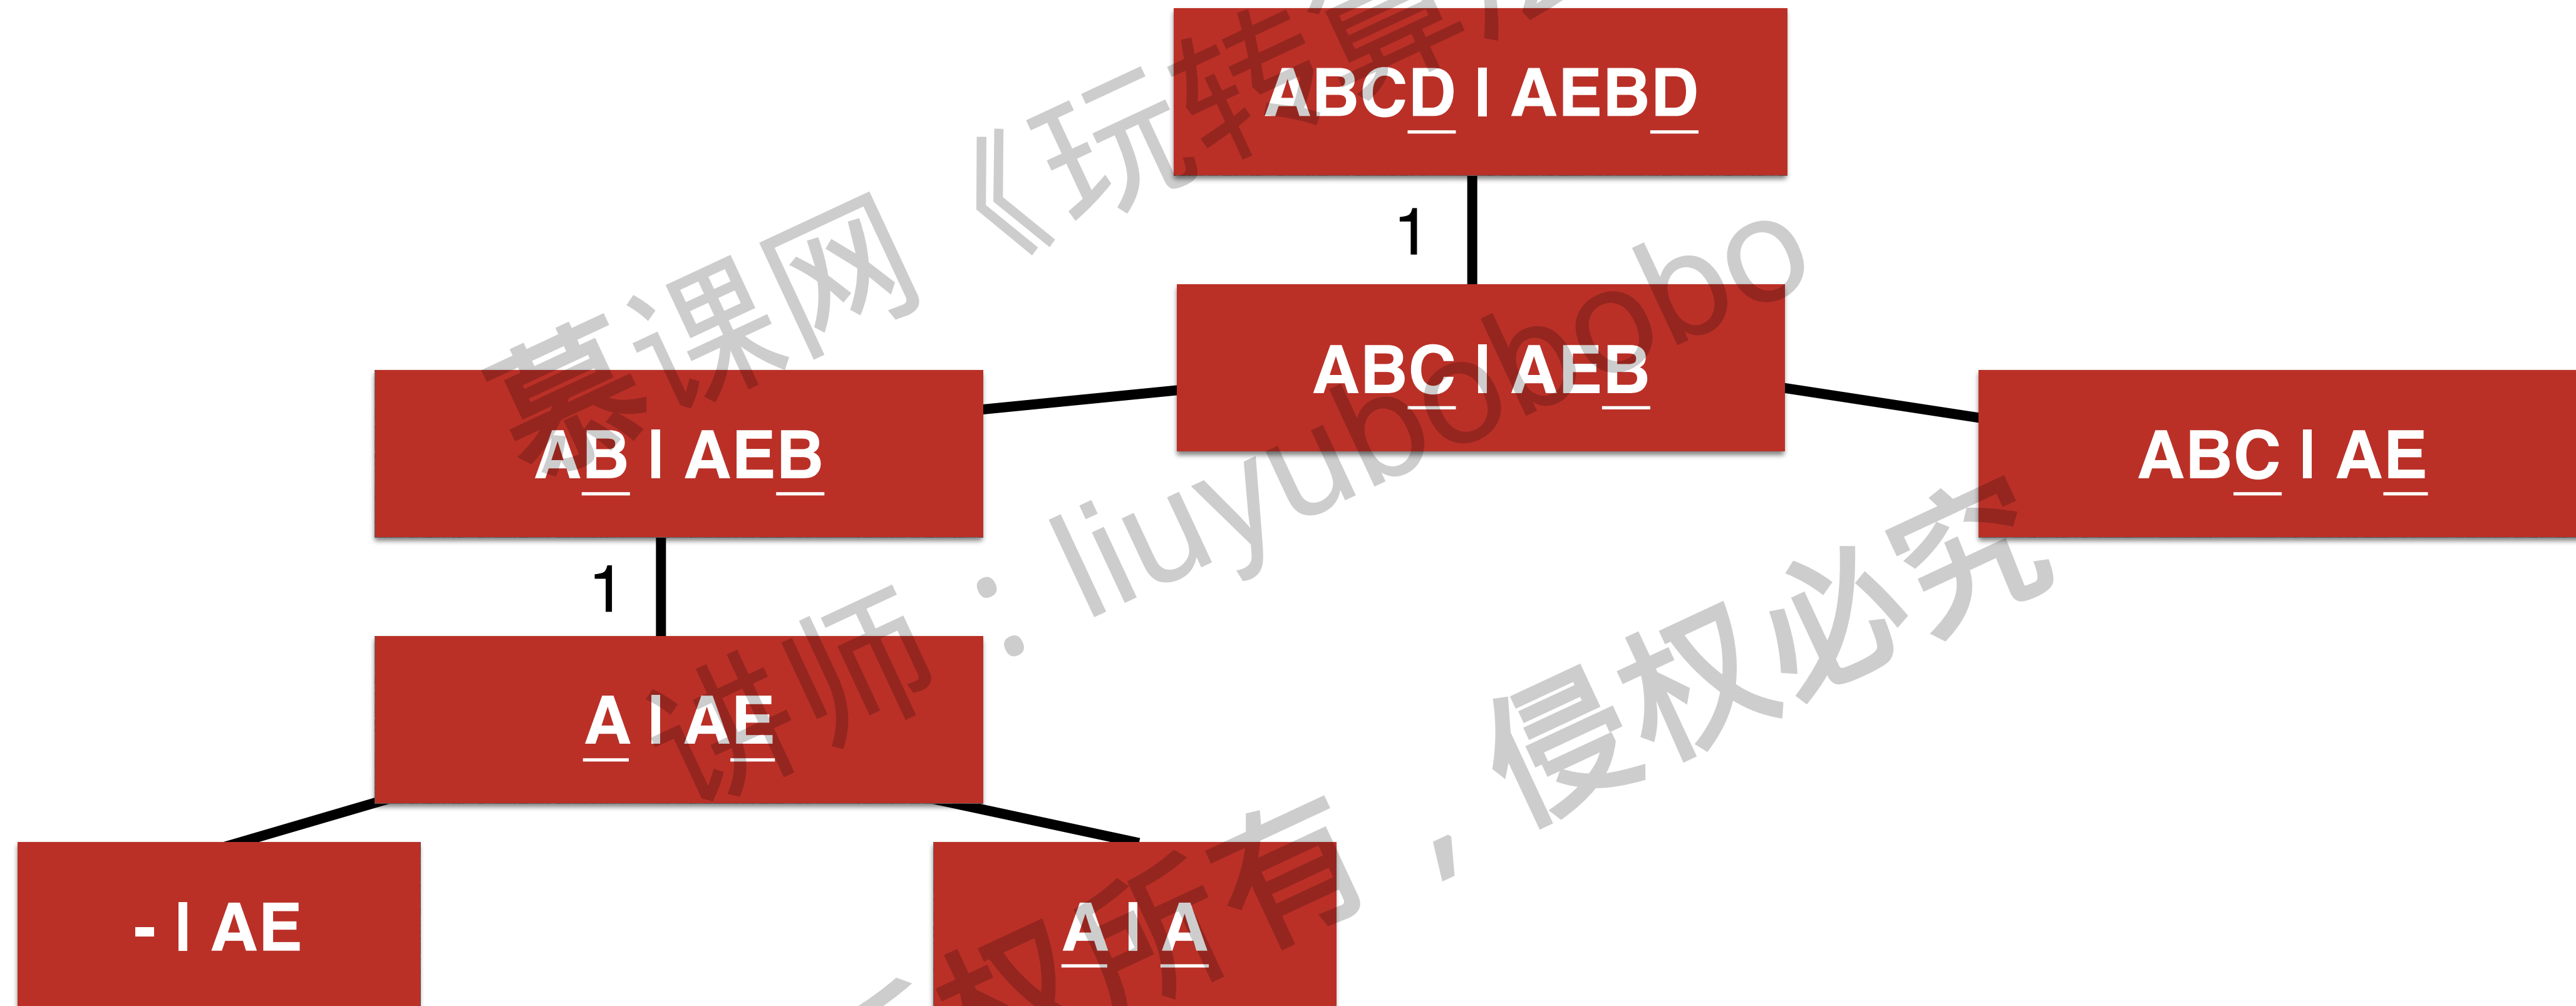 ABCD | AEBD
1
ABC | AEB
AB | AEB
ABC | AE
1
A | AE
- | AE
A | A
慕课网《玩转算
讲师：liuyubobobo
权所有，侵权必究